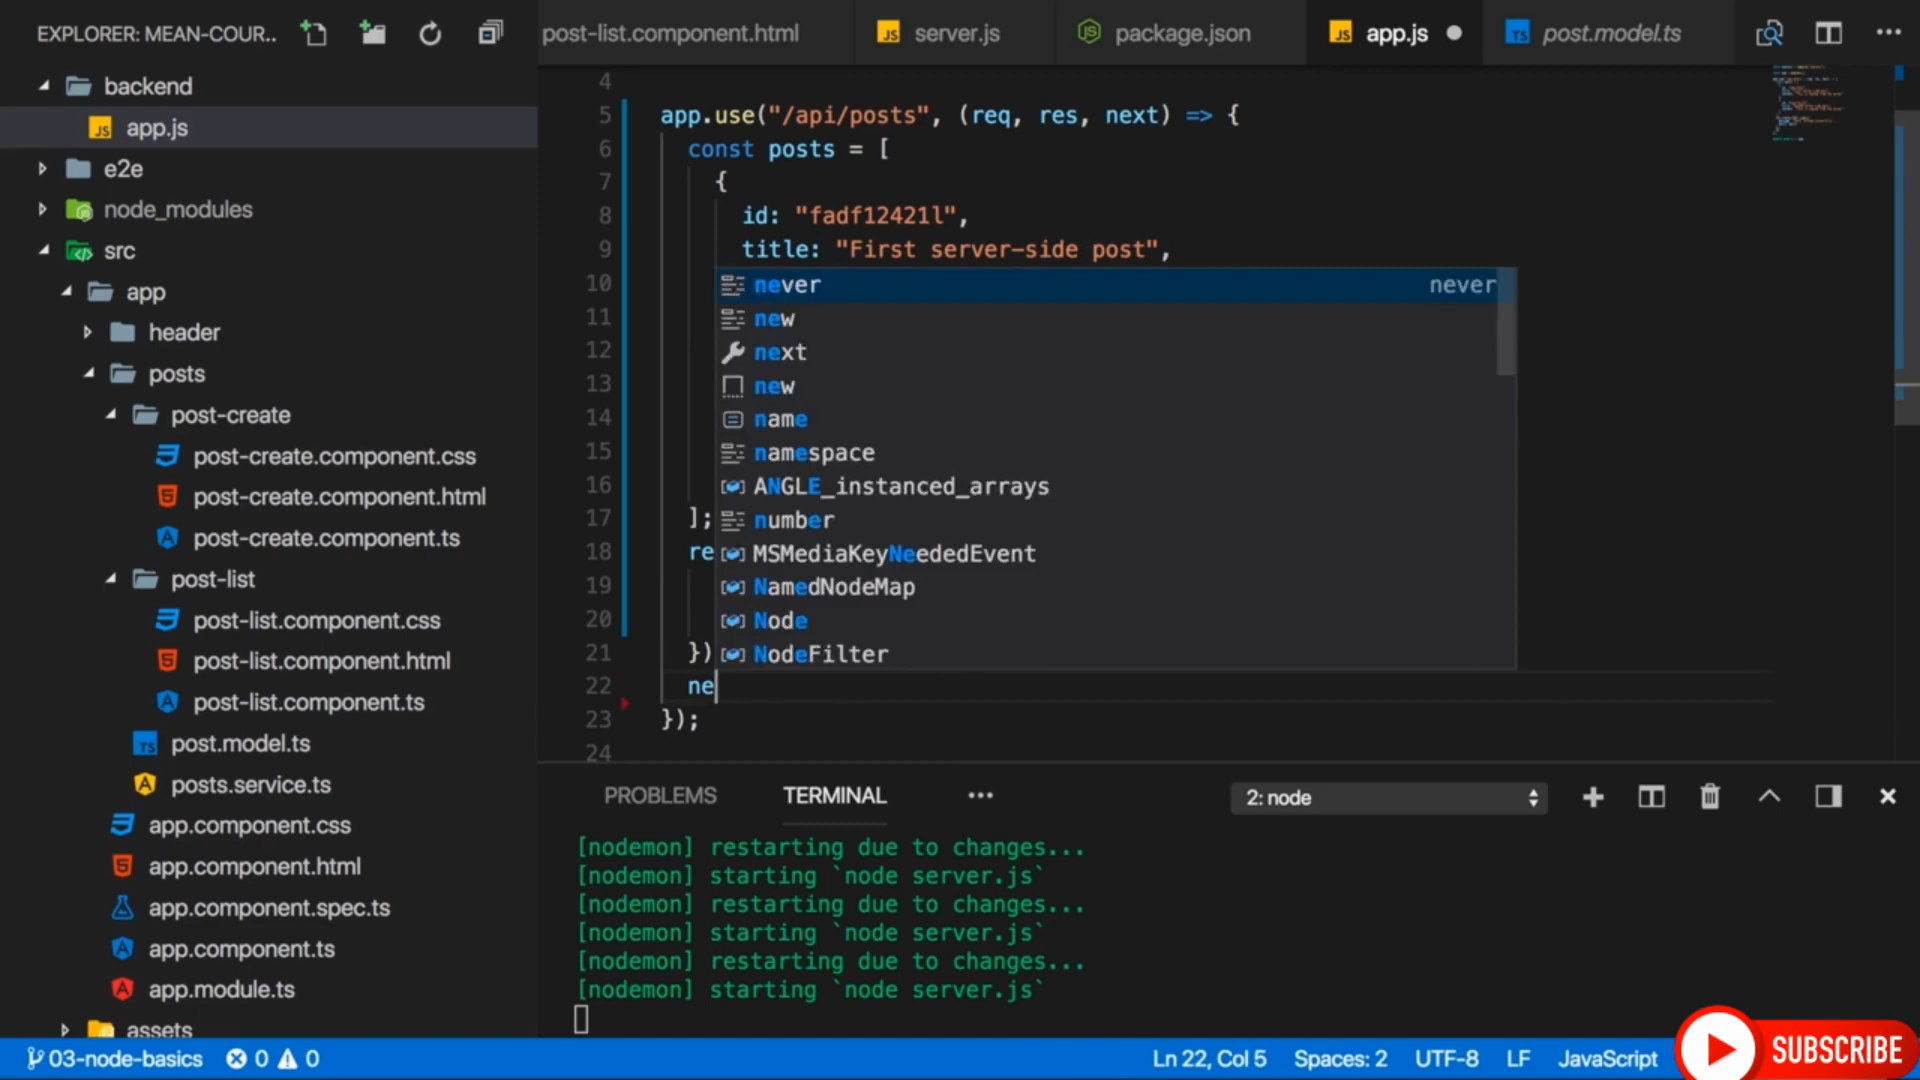 EXPLORER: MEAN-COUR..
post-list.component.html
server.js
package.json
app.js
post.model.ts
backend
app.js
e2e
node_modules
src
app
header
posts
post-create
post-create.component.css
post-create.component.html
post-create.component.ts
post-list
post-list.component.css
post-list.component.html
post-list.component.ts
post.model.ts
posts.service.ts
app.component.css
app.component.html
app.component.spec.ts
app.component.ts
app.module.ts
assets
4
5 app.use("/api/posts", (req, res, next) => {
6 const posts = [
7 {
8 id: "fadf12421l",
9 title: "First server-side post",
10
11
12
13
14
15
16
17 ];
18 re
19
20
21 })
22 ne
23 });
24
never never
new
next
new
name
namespace
ANGLE_instanced_arrays
number
MSMediaKeyNeededEvent
NamedNodeMap
Node
NodeFilter
PROBLEMS
TERMINAL
2: node
[nodemon] restarting due to changes...
[nodemon] starting `node server.js`
[nodemon] restarting due to changes...
[nodemon] starting `node server.js`
[nodemon] restarting due to changes...
[nodemon] starting `node server.js`
03-node-basics 0 0
Ln 22, Col 5 Spaces: 2 UTF-8 LF JavaScript
SUBSCRIBE